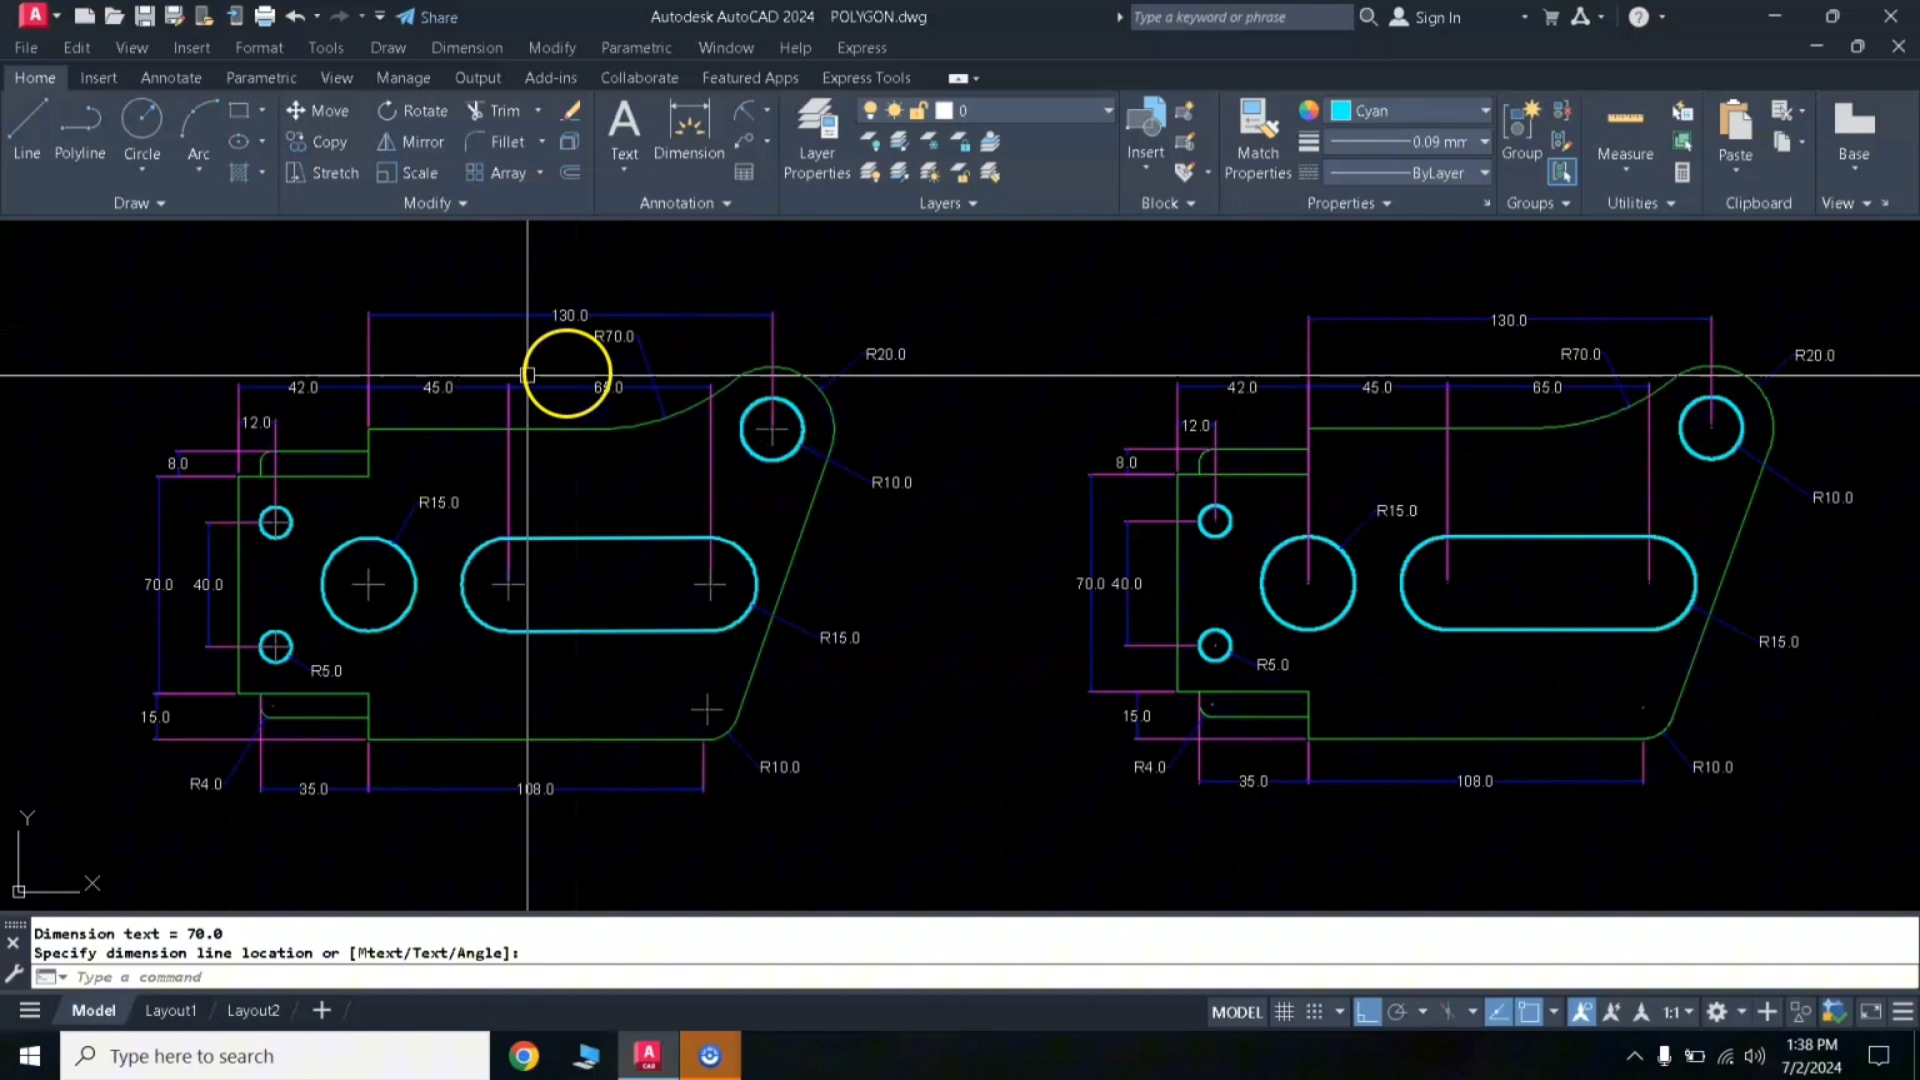 Share
Autodesk AutoCAD 2024 POLYGON.dwg
Type a keyword or phrase
Sign In
File Edit View Insert Format Tools Draw Dimension Modify Parametric Window Help Express
Home Insert Annotate Parametric View Manage Output Add-ins Collaborate Featured Apps Express Tools
Line Polyline Circle Arc
Move Rotate Trim
Copy Mirror Fillet
Stretch Scale Array
Text Dimension
Layer Properties
0
Insert
Match Properties
Cyan
0.09 mm
ByLayer
Group
Measure
Paste
Base
Draw Modify Annotation Layers Block Properties Groups Utilities Clipboard View
130.0
R70.0
R20.0
42.0
45.0
65.0
12.0
8.0
R10.0
R15.0
70.0
40.0
R15.0
R5.0
15.0
R10.0
R4.0
35.0
108.0
130.0
R70.0
R20.0
42.0
45.0
65.0
12.0
8.0
R10.0
R15.0
70.0
40.0
R15.0
R5.0
15.0
R10.0
R4.0
35.0
108.0
Y
X
Dimension text = 70.0
Specify dimension line location or [Mtext/Text/Angle]:
Type a command
Model Layout1 Layout2
MODEL
1:1
Type here to search
A
CAD
1:38 PM
7/2/2024